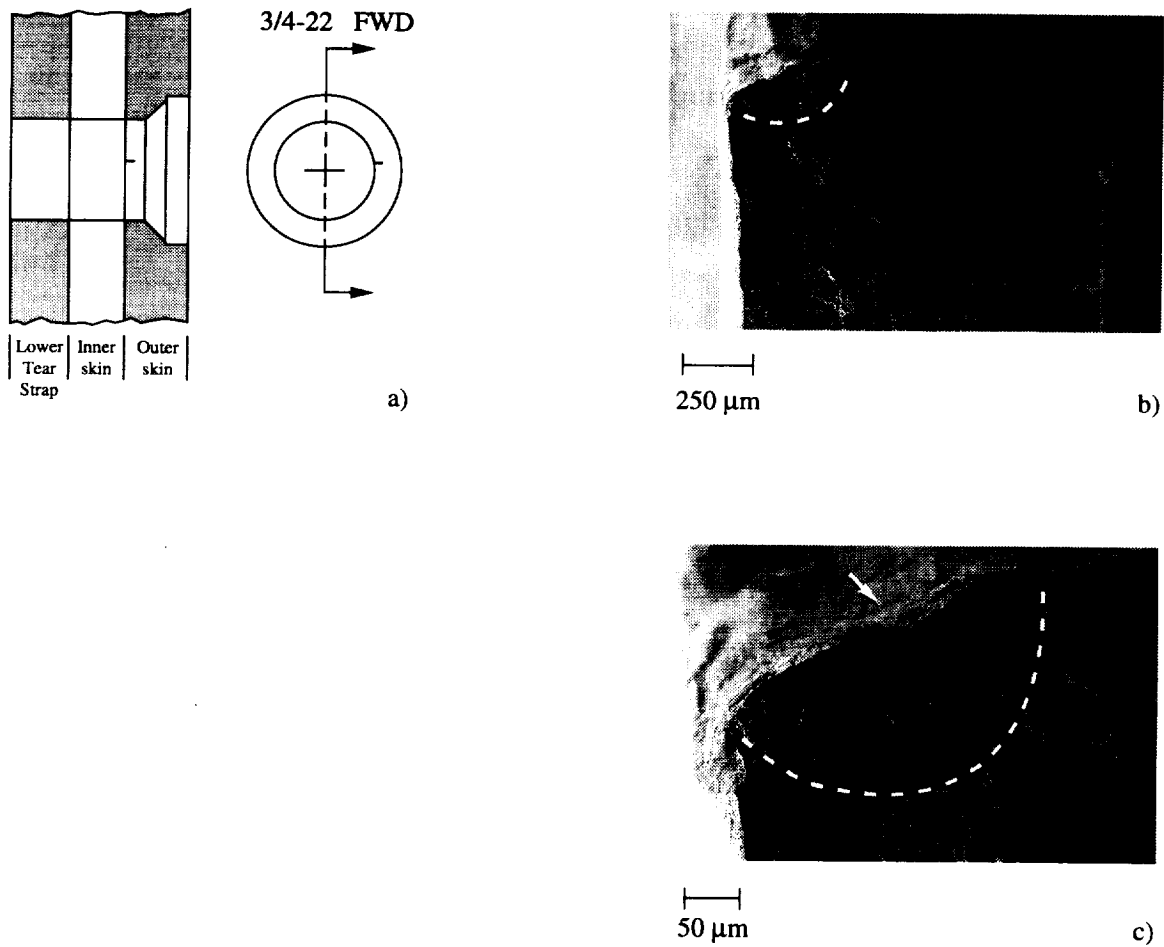 3/4-22 FWD
Lower Tear Strap
Inner skin
Outer skin
a)
250 μm
b)
50 μm
c)